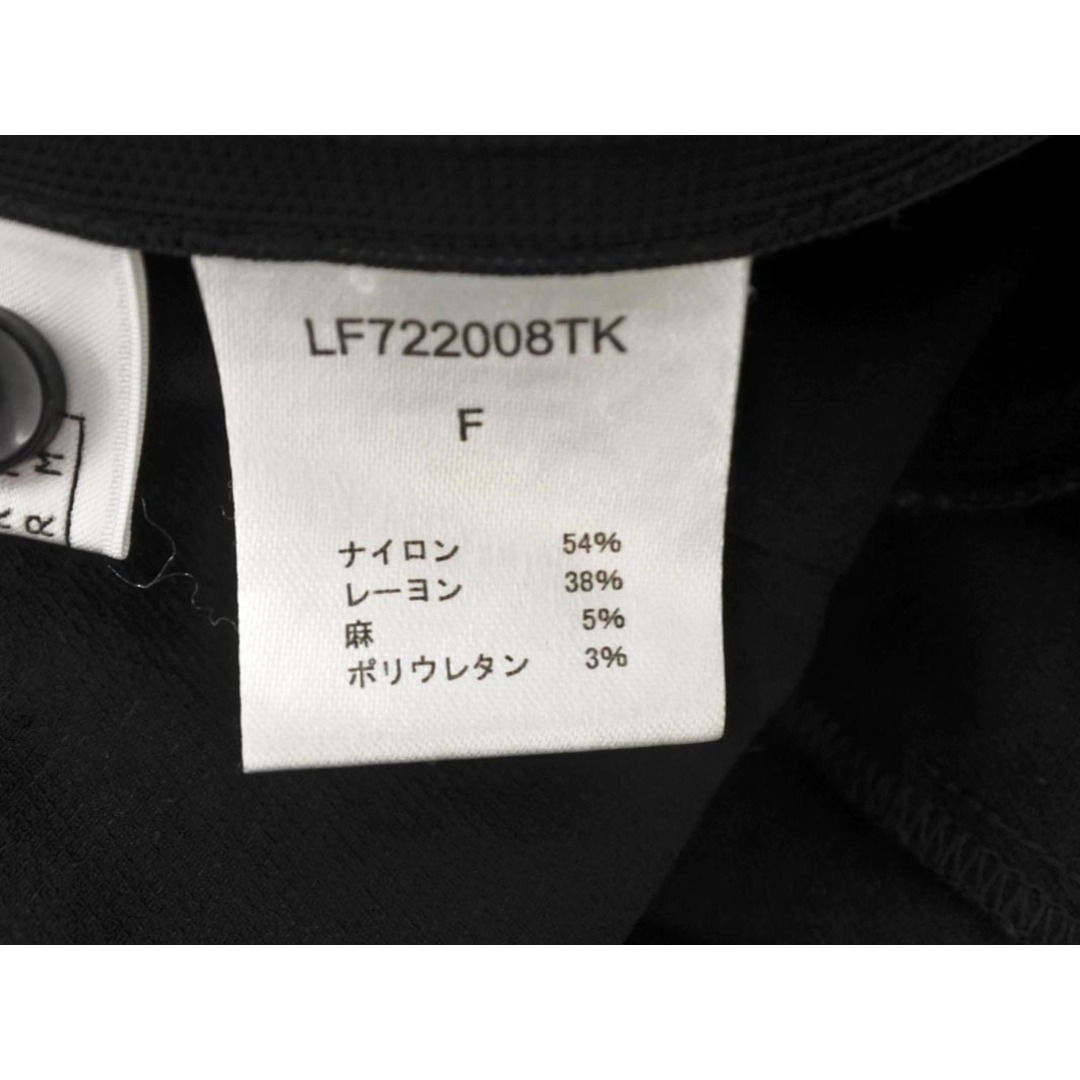 LF722008TK
F
ナイロン 54%
レーヨン 38%
麻 5%
ポリウレタン 3%